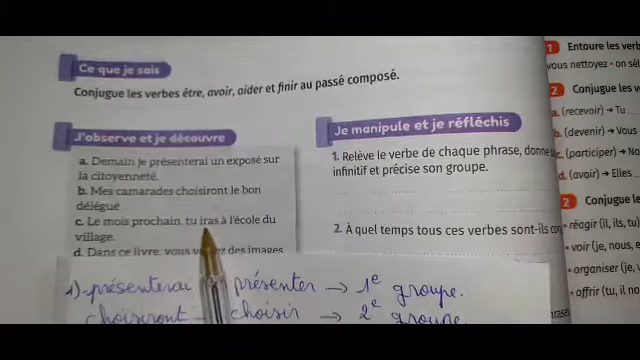 Ce que je sais
Conjugue les verbes être, avoir, aider et finir au passé composé.
J'observe et je découvre
a. Demain je présenterai un exposé sur
la citoyenneté.
b. Mes camarades choisiront le bon
délégué
c. Le mois prochain, tu iras à l'école du
village.
d. Dans ce livre, vous des images
Je manipule et je réfléchis
1. Relève le verbe de chaque phrase, donne
infinitif et précise son groupe.
2. À quel temps tous ces verbes sont-ils
1). présenterai présenter → 1e groupe.
choisiront → choisir → 2e groupe
1 Entoure les verb
vous nettoyez • on
2 Conjugue les v
a. (recevoir) → Tu
b. (devenir) → Vous
c. (participer) → No
d. (avoir) → Elles
2 Conjugue le
• réagir (il, ils, tu)
• voir (je, nous, e
• organiser (je,
• offrir (tu, il no